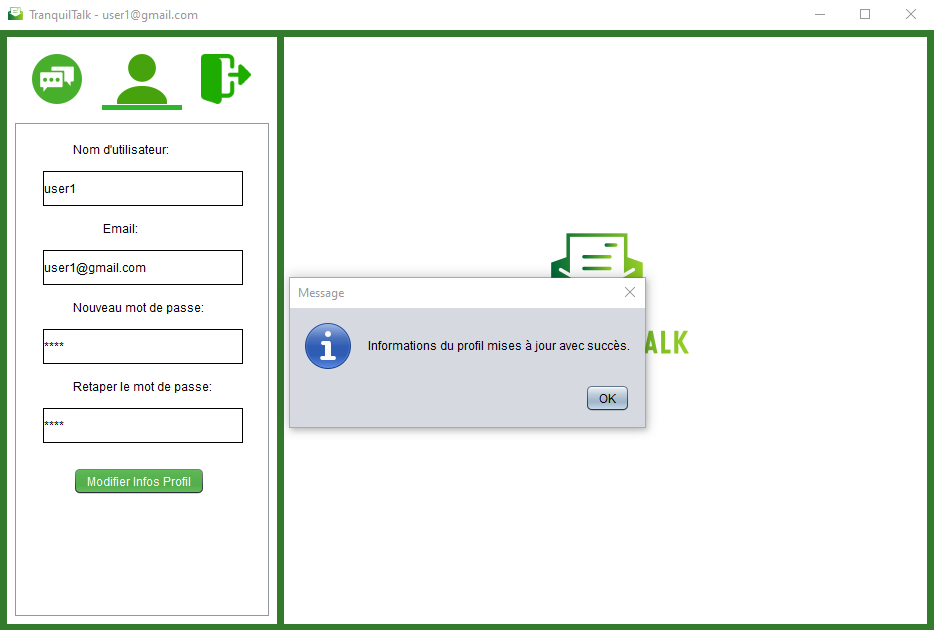 TranquilTalk - user1@gmail.com
Nom d'utilisateur:
user1
Email:
user1@gmail.com
Nouveau mot de passe:
****
Retaper le mot de passe:
****
Modifier Infos Profil
Message
Informations du profil mises à jour avec succès.
OK
ALK